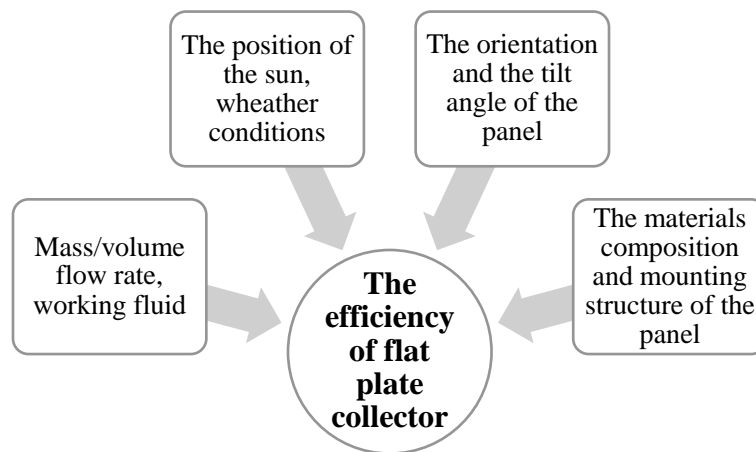 The position of
the sun,
wheather
conditions
The orientation
and the tilt
angle of the
panel
Mass/volume
flow rate,
working fluid
The materials
composition
and mounting
structure of the
panel
The
efficiency
of flat
plate
collector